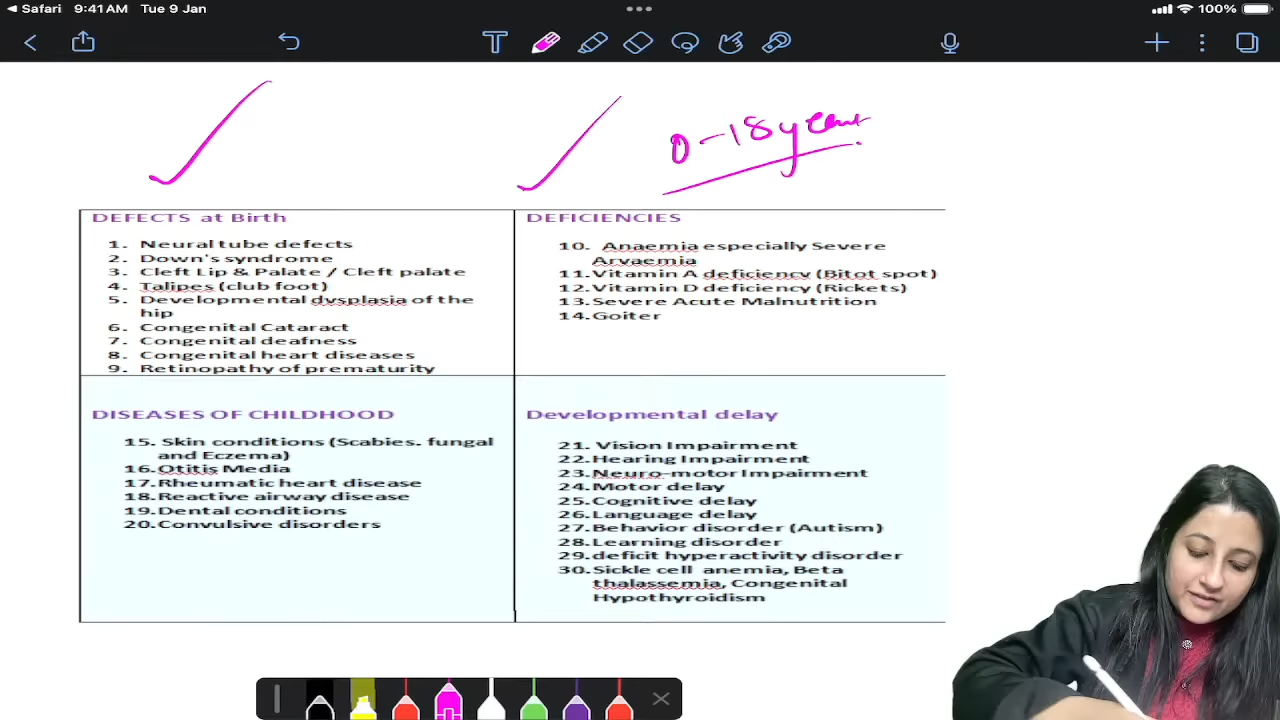 Safari 9:41 AM Tue 9 Jan 100%
T
0-18 years
DEFECTS at Birth
1. Neural tube defects
2. Down's syndrome
3. Cleft Lip & Palate / Cleft palate
4. Talipes (club foot)
5. Developmental dvsplasia of the
hip
6. Congenital Cataract
7. Congenital deafness
8. Congenital heart diseases
9. Retinopathy of prematurity
DEFICIENCIES
10. Anaemia especially Severe
Arvaemia
11. Vitamin A deficiencv (Bitot spot)
12. Vitamin D deficiency (Rickets)
13. Severe Acute Malnutrition
14. Goiter
DISEASES OF CHILDHOOD
15. Skin conditions (Scabies. fungal
and Eczema)
16. Otitis Media
17. Rheumatic heart disease
18. Reactive airway disease
19. Dental conditions
20. Convulsive disorders
Developmental delay
21. Vision Impairment
22. Hearing Impairment
23. Neuro-motor Impairment
24. Motor delay
25. Cognitive delay
26. Language delay
27. Behavior disorder (Autism)
28. Learning disorder
29. deficit hyperactivity disorder
30. Sickle cell anemia, Beta
thalassemia, Congenital
Hypothyroidism